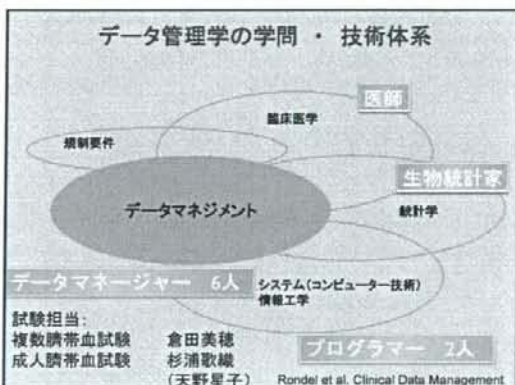 データ管理学の学問 ・ 技術体系
医師
臨床医学
規制要件
生物統計家
データマネジメント
統計学
データマネージャー 6人
システム(コンピューター技術)
情報工学
試験担当:
複数臍帯血試験 倉田美穂
成人臍帯血試験 杉浦歌織
(天野星子)
プログラマー 2人
Rondel et al. Clinical Data Management